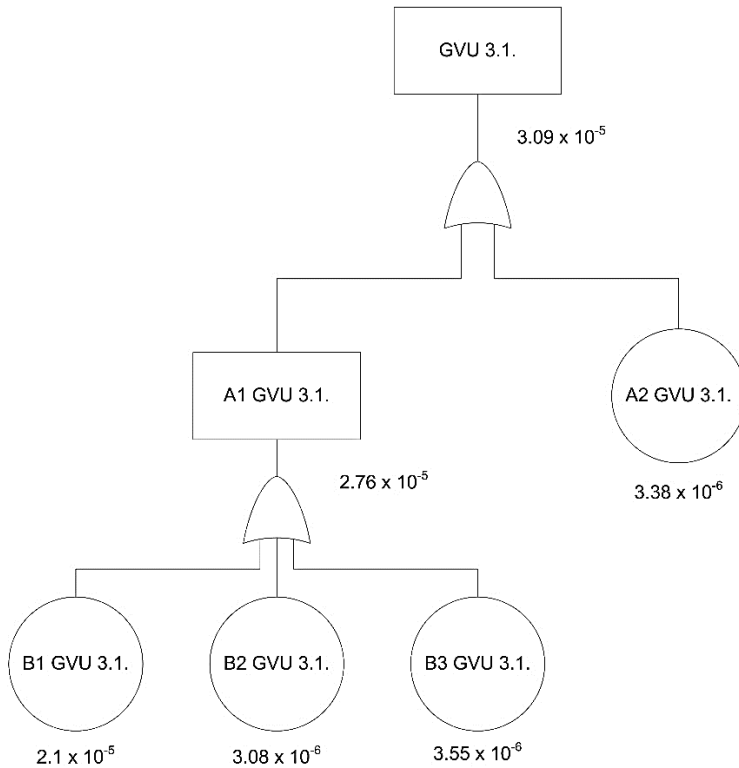 GVU 3.1.
3.09 x 10⁻⁵
A1 GVU 3.1.
A2 GVU 3.1.
2.76 x 10⁻⁵
3.38 x 10⁻⁶
B1 GVU 3.1.
B2 GVU 3.1.
B3 GVU 3.1.
2.1 x 10⁻⁵
3.08 x 10⁻⁶
3.55 x 10⁻⁶